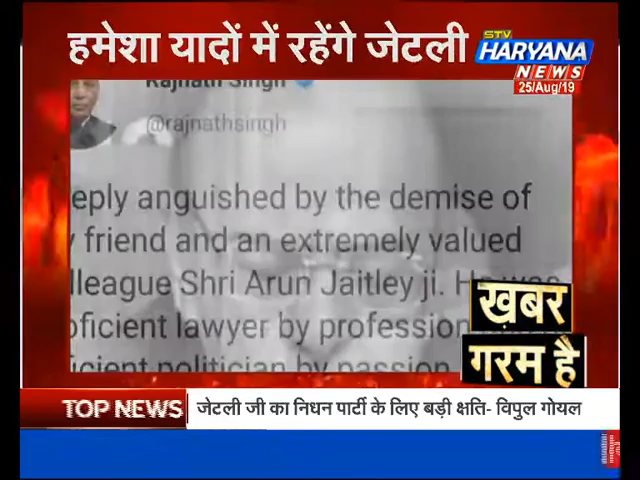 हमेशा यादों में रहेंगे जेटली
STV
HARYANA
NEWS
25/Aug/19
Rajnath Singh
@rajnathsingh
eply anguished by the demise of
friend and an extremely valued
lleague Shri Arun Jaitley ji. He was
oficient lawyer by profession
icient politician by passion
ख़बर
गरम है
TOP NEWS
जेटली जी का निधन पार्टी के लिए बड़ी क्षति- विपुल गोयल